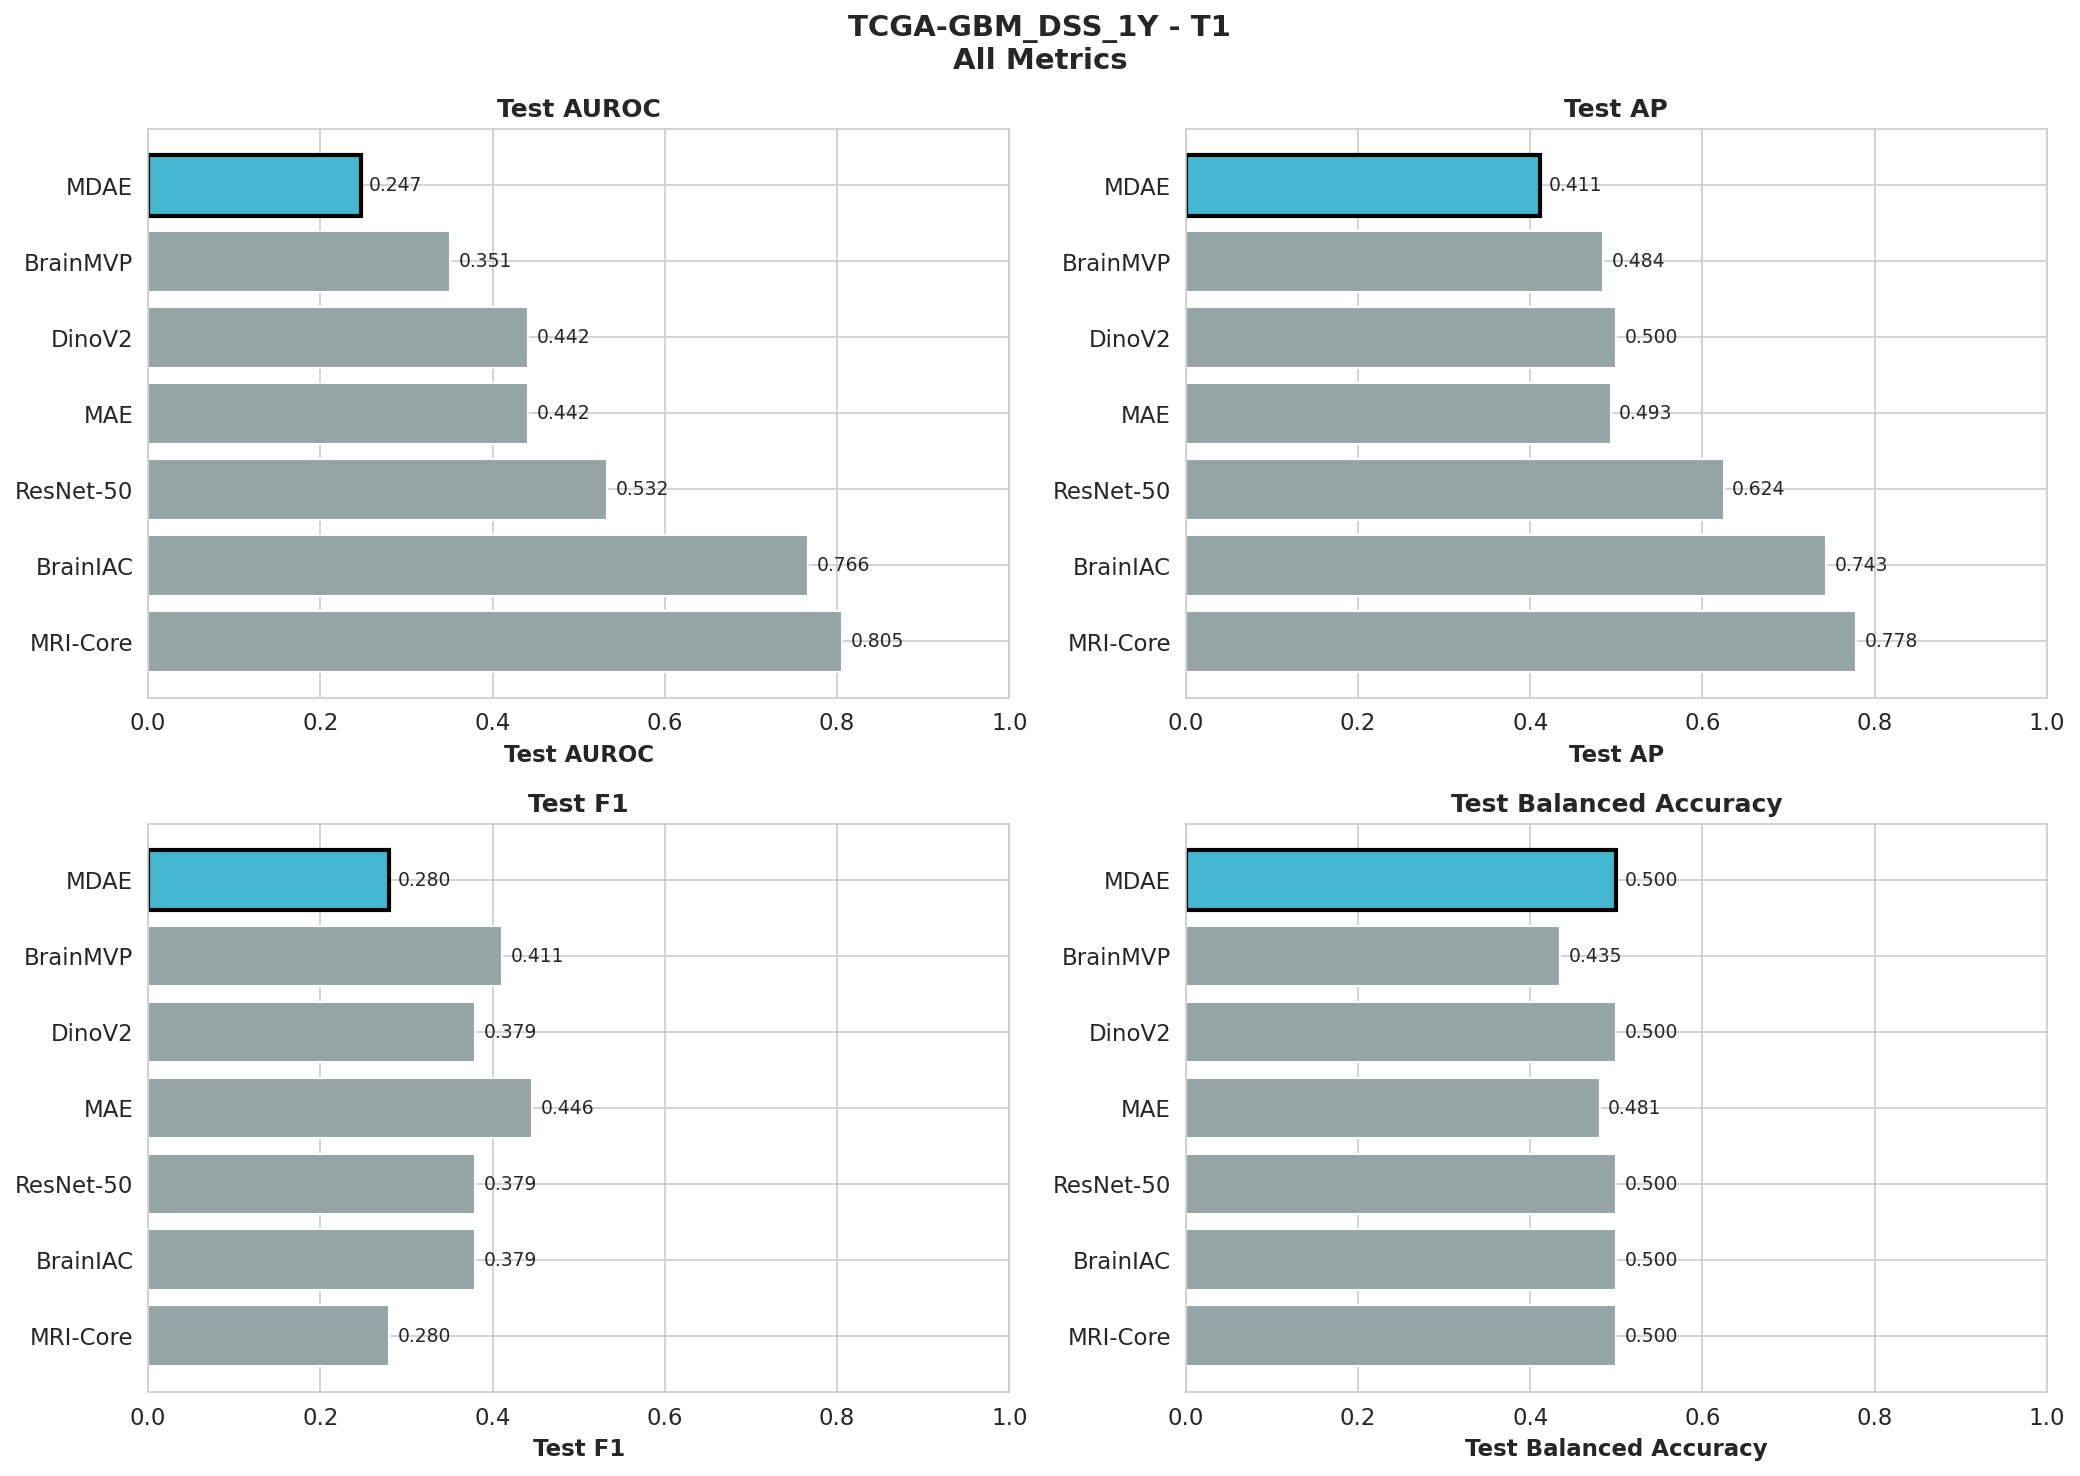 TCGA-GBM_DSS_1Y - T1
All Metrics
Test AUROC
MDAE
0.247
BrainMVP
0.351
DinoV2
0.442
MAE
0.442
ResNet-50
0.532
BrainIAC
0.766
MRI-Core
0.805
0.0 0.2 0.4 0.6 0.8 1.0
Test AUROC
Test AP
MDAE
0.411
BrainMVP
0.484
DinoV2
0.500
MAE
0.493
ResNet-50
0.624
BrainIAC
0.743
MRI-Core
0.778
0.0 0.2 0.4 0.6 0.8 1.0
Test AP
Test F1
MDAE
0.280
BrainMVP
0.411
DinoV2
0.379
MAE
0.446
ResNet-50
0.379
BrainIAC
0.379
MRI-Core
0.280
0.0 0.2 0.4 0.6 0.8 1.0
Test F1
Test Balanced Accuracy
MDAE
0.500
BrainMVP
0.435
DinoV2
0.500
MAE
0.481
ResNet-50
0.500
BrainIAC
0.500
MRI-Core
0.500
0.0 0.2 0.4 0.6 0.8 1.0
Test Balanced Accuracy